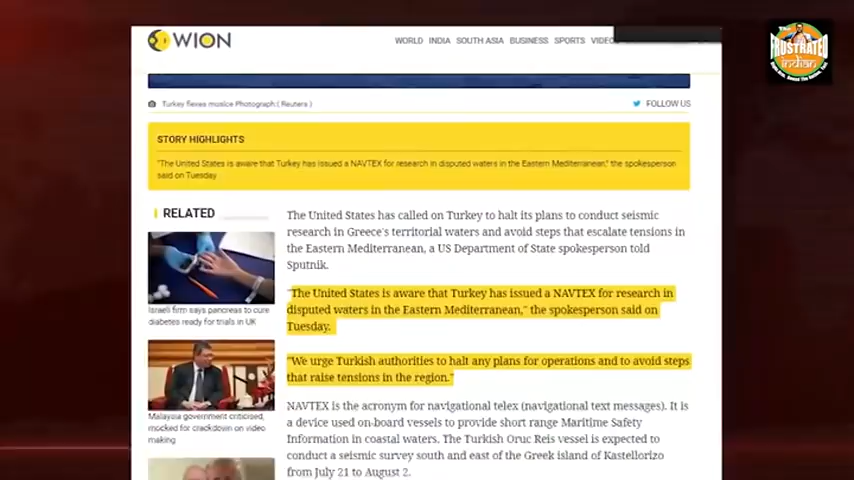 WION
WORLD INDIA SOUTH ASIA BUSINESS SPORTS VIDEO
The
FRUSTRATED
indian
Turkey flexes muscle Photograph:( Reuters )
FOLLOW US
STORY HIGHLIGHTS
"The United States is aware that Turkey has issued a NAVTEX for research in disputed waters in the Eastern Mediterranean," the spokesperson
said on Tuesday
RELATED
Israeli firm says pancreas to cure
diabetes ready for trials in UK
Malaysia government criticised,
mocked for crackdown on video
making
The United States has called on Turkey to halt its plans to conduct seismic
research in Greece's territorial waters and avoid steps that escalate tensions in
the Eastern Mediterranean, a US Department of State spokesperson told
Sputnik.
"The United States is aware that Turkey has issued a NAVTEX for research in
disputed waters in the Eastern Mediterranean," the spokesperson said on
Tuesday.
"We urge Turkish authorities to halt any plans for operations and to avoid steps
that raise tensions in the region."
NAVTEX is the acronym for navigational telex (navigational text messages). It is
a device used on-board vessels to provide short range Maritime Safety
Information in coastal waters. The Turkish Oruc Reis vessel is expected to
conduct a seismic survey south and east of the Greek island of Kastellorizo
from July 21 to August 2.